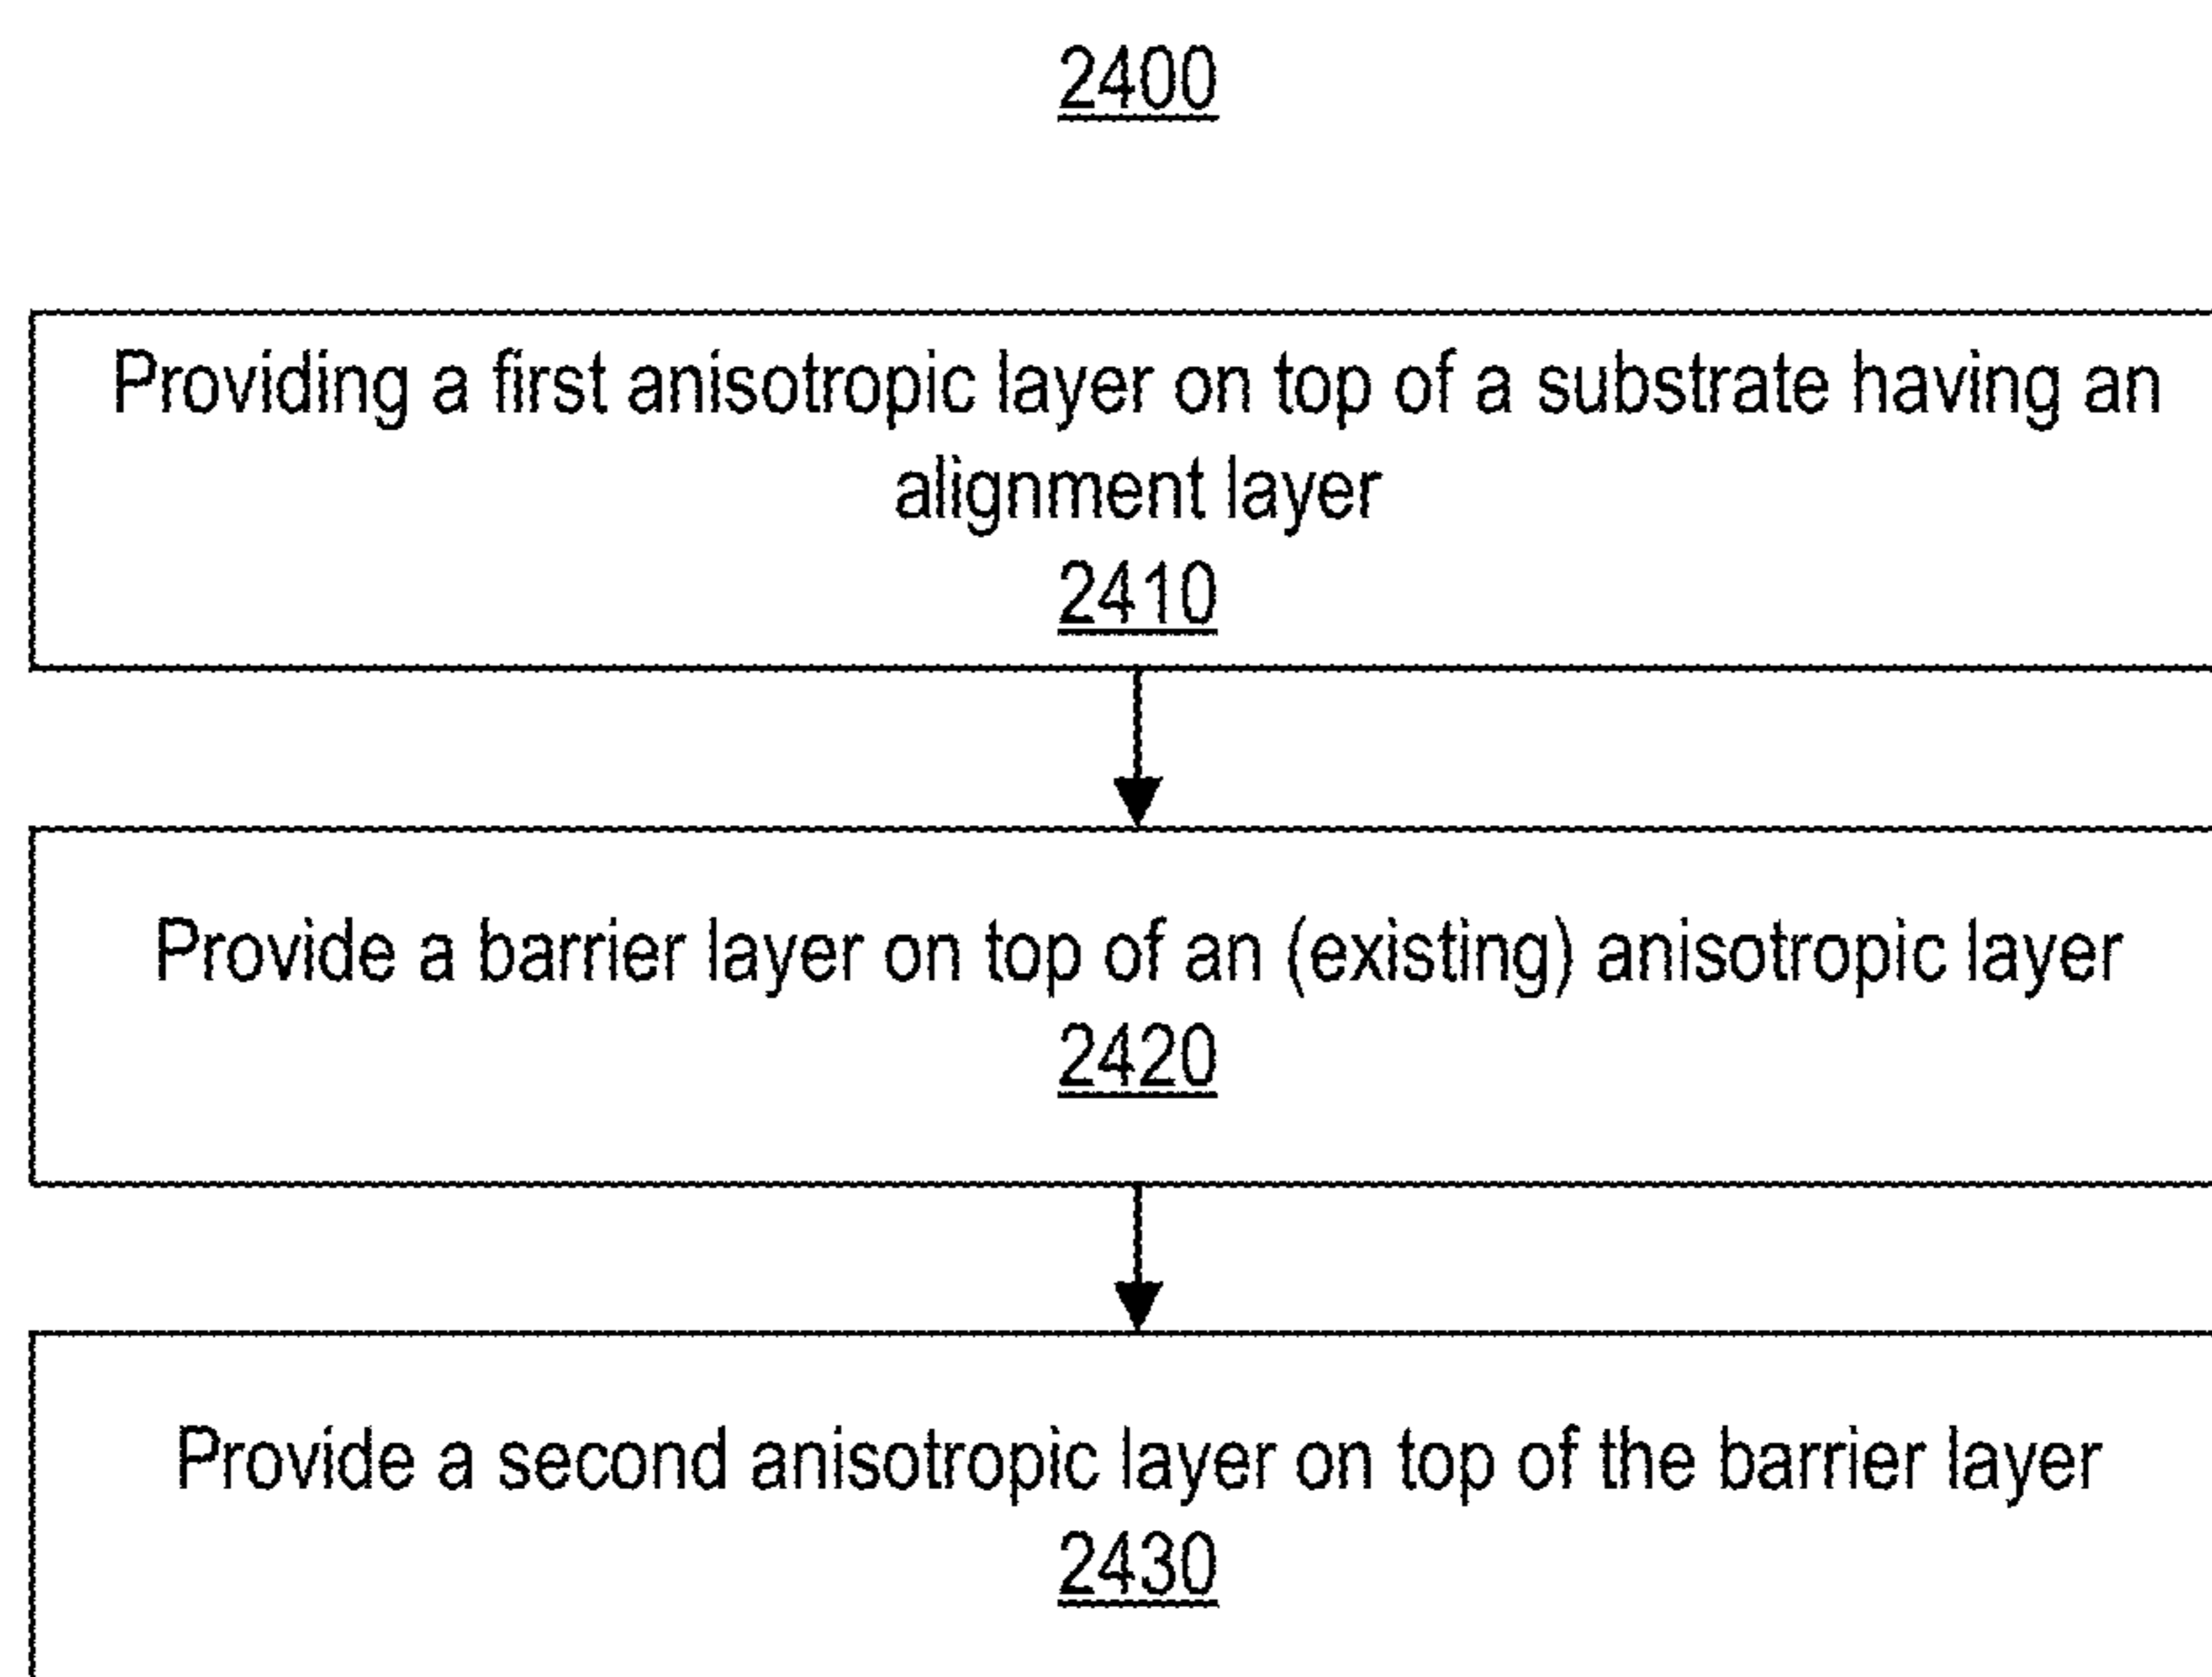 2400
Providing a first anisotropic layer on top of a substrate having an
alignment layer
2410
Provide a barrier layer on top of an (existing) anisotropic layer
2420
Provide a second anisotropic layer on top of the barrier layer
2430